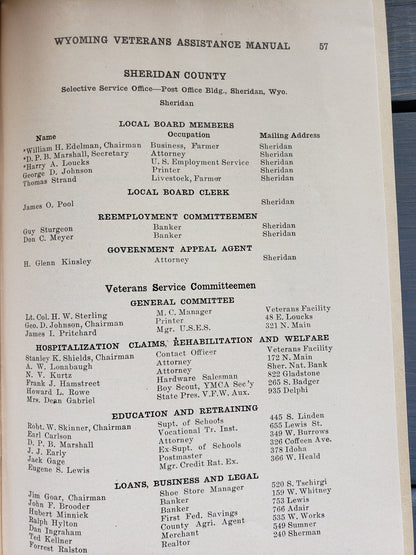 WYOMING VETERANS ASSISTANCE MANUAL 57
SHERIDAN COUNTY
Selective Service Office—Post Office Bldg., Sheridan, Wyo.
Sheridan
LOCAL BOARD MEMBERS
Name Occupation Mailing Address
*William H. Edelman, Chairman Business, Farmer Sheridan
*D. P. B. Marshall, Secretary Attorney Sheridan
*Harry A. Loucks U. S. Employment Service Sheridan
George D. Johnson Printer Sheridan
Thomas Strand Livestock, Farmer Sheridan
LOCAL BOARD CLERK
James O. Pool Sheridan
REEMPLOYMENT COMMITTEEMEN
Guy Sturgeon Banker Sheridan
Don C. Meyer Banker Sheridan
GOVERNMENT APPEAL AGENT
H. Glenn Kinsley Attorney Sheridan
Veterans Service Committeemen
GENERAL COMMITTEE
Lt. Col. H. W. Sterling M. C. Manager Veterans Facility
Geo. D. Johnson, Chairman Printer 48 E. Loucks
James I. Pritchard Mgr. U.S.E.S. 321 N. Main
HOSPITALIZATION CLAIMS, REHABILITATION AND WELFARE
Stanley K. Shields, Chairman Contact Officer Veterans Facility
A. W. Lonabaugh Attorney 172 N. Main
N. V. Kurtz Attorney Sher. Nat. Bank
Frank J. Hamstreet Hardware Salesman 822 Gladstone
Howard L. Rowe Boy Scout, YMCA Sec'y 265 S. Badger
Mrs. Dean Gabriel State Pres. V.F.W. Aux. 935 Delphi
EDUCATION AND RETRAINING
Robt. W. Skinner, Chairman Supt. of Schools 445 S. Linden
Earl Carlson Vocational Tr. Inst. 655 Lewis St.
D. P. B. Marshall Attorney 349 W. Burrows
J. J. Early Ex-Supt. of Schools 326 Coffeen Ave.
Jack Gage Postmaster 378 Idoha
Eugene S. Lewis Mgr. Credit Rat. Ex. 366 W. Heald
LOANS, BUSINESS AND LEGAL
Jim Goar, Chairman Shoe Store Manager 520 S. Tschirgi
John F. Brooder Banker 159 W. Whitney
Hubert Minnick Banker 753 Lewis
Ralph Hylton First Fed. Savings 766 Adair
Dan Ingraham County Agri. Agent 535 W. Works
Ted Kellner Merchant 549 Sumner
Forrest Ralston Realtor 240 Sherman